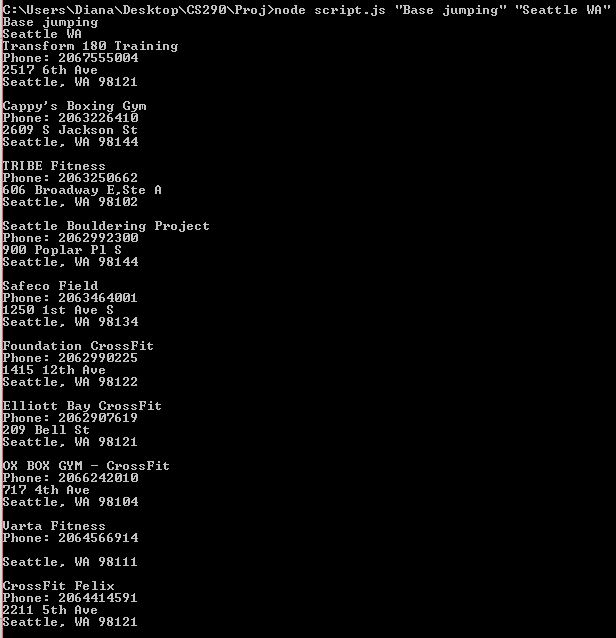 C:\Users\Diana\Desktop\CS290\Proj>node script.js "Base jumping" "Seattle WA"
Base jumping
Seattle WA
Transform 180 Training
Phone: 2067555004
2517 6th Ave
Seattle, WA 98121
Cappy's Boxing Gym
Phone: 2063226410
2609 S Jackson St
Seattle, WA 98144
TRIBE Fitness
Phone: 2063250662
606 Broadway E,Ste A
Seattle, WA 98102
Seattle Bouldering Project
Phone: 2062992300
900 Poplar Pl S
Seattle, WA 98144
Safeco Field
Phone: 2063464001
1250 1st Ave S
Seattle, WA 98134
Foundation CrossFit
Phone: 2062990225
1415 12th Ave
Seattle, WA 98122
Elliott Bay CrossFit
Phone: 2062907619
209 Bell St
Seattle, WA 98121
OX BOX GYM - CrossFit
Phone: 2066242010
717 4th Ave
Seattle, WA 98104
Varta Fitness
Phone: 2064566914
Seattle, WA 98111
CrossFit Felix
Phone: 2064414591
2211 5th Ave
Seattle, WA 98121